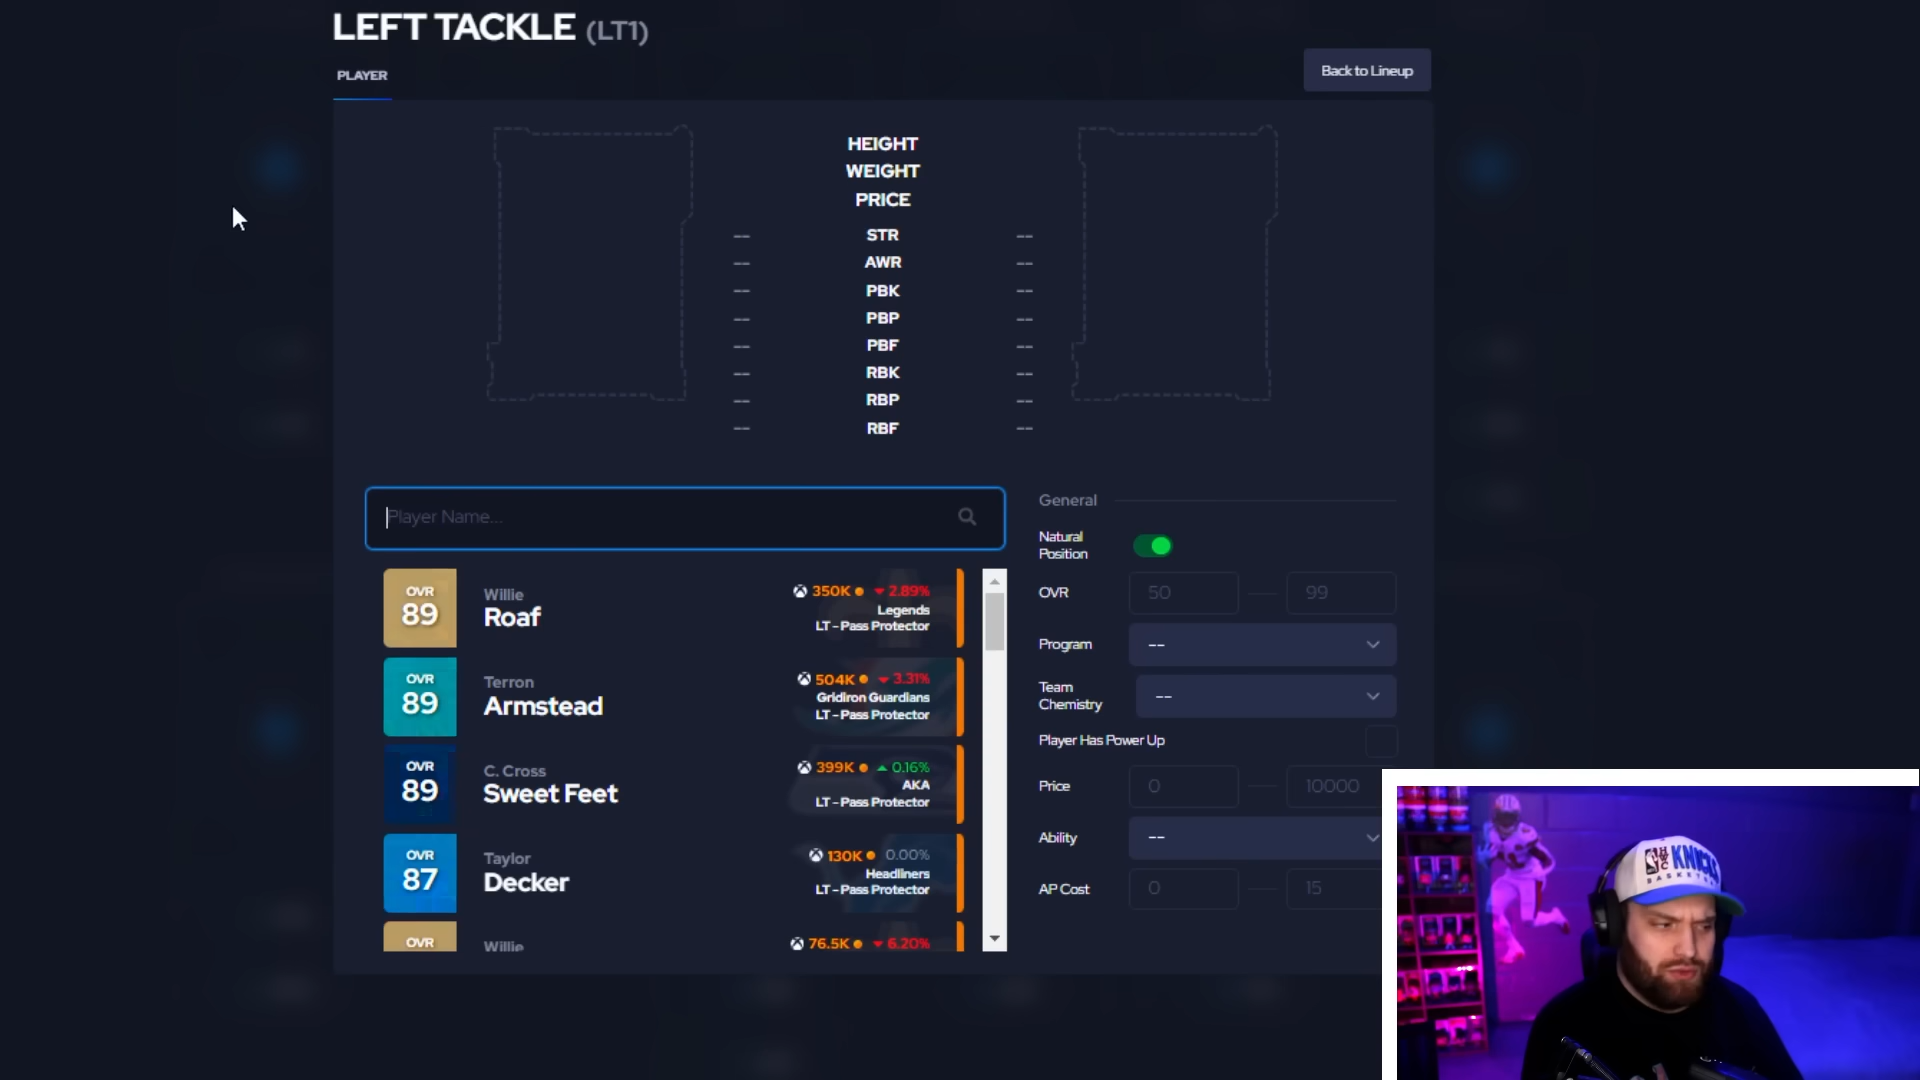 LEFT TACKLE (LT1)
PLAYER
Back to Lineup
HEIGHT
WEIGHT
PRICE
-- STR --
-- AWR --
-- PBK --
-- PBP --
-- PBF --
-- RBK --
-- RBP --
-- RBF --
Player Name...
OVR
89
Willie
Roaf
350K 2.89%
Legends
LT - Pass Protector
OVR
89
Terron
Armstead
504K 3.31%
Gridiron Guardians
LT - Pass Protector
OVR
89
C. Cross
Sweet Feet
399K 0.16%
AKA
LT - Pass Protector
OVR
87
Taylor
Decker
130K 0.00%
Headliners
LT - Pass Protector
OVR
Willie
76.5K 6.20%
General
Natural
Position
OVR 50 99
Program --
Team
Chemistry --
Player Has Power Up
Price 0 10000
Ability --
AP Cost 0 15
NBA
KNICKS
BASKETBALL